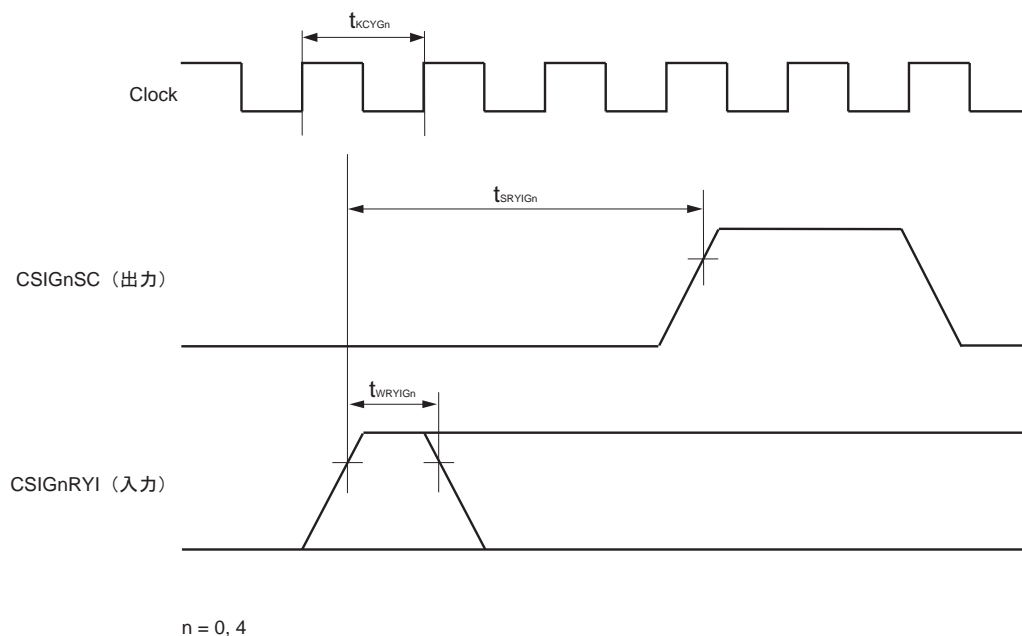 tKCYGn
Clock
tSRYIGn
CSIGnSC（出力）
tWRYIGn
CSIGnRYI（入力）
n = 0, 4